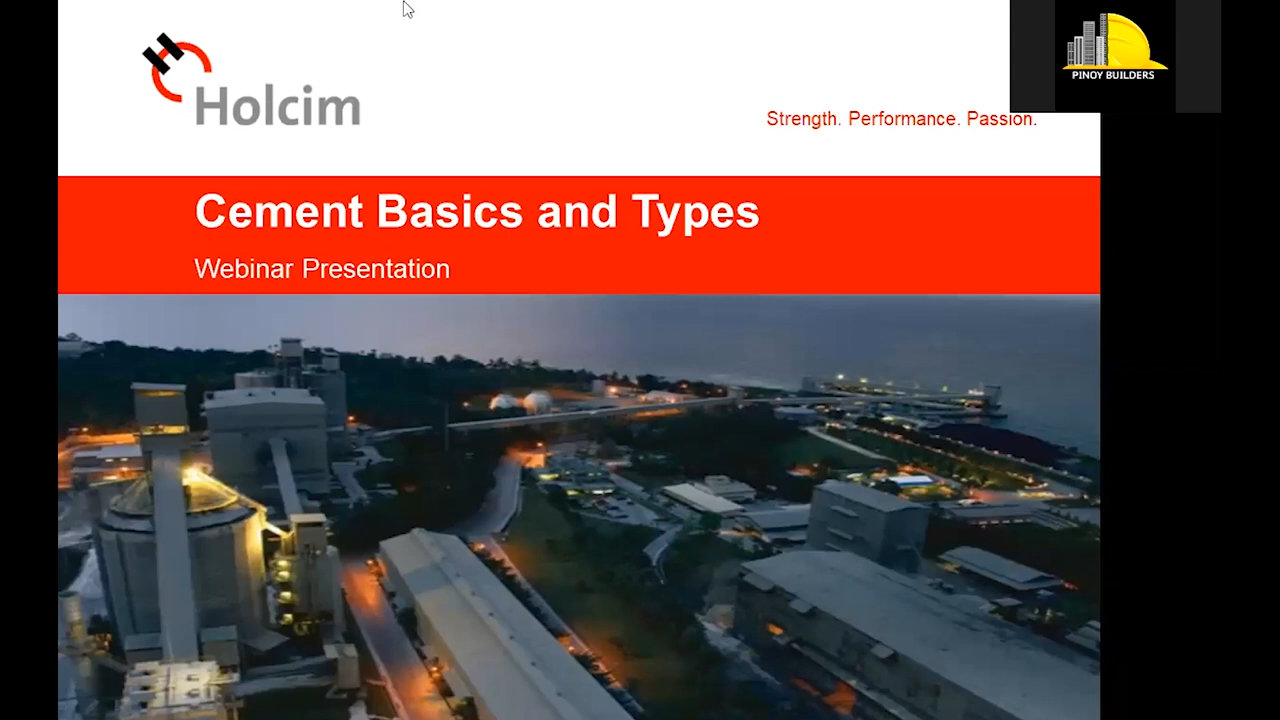 Holcim
PINOY BUILDERS
Strength. Performance. Passion.
Cement Basics and Types
Webinar Presentation